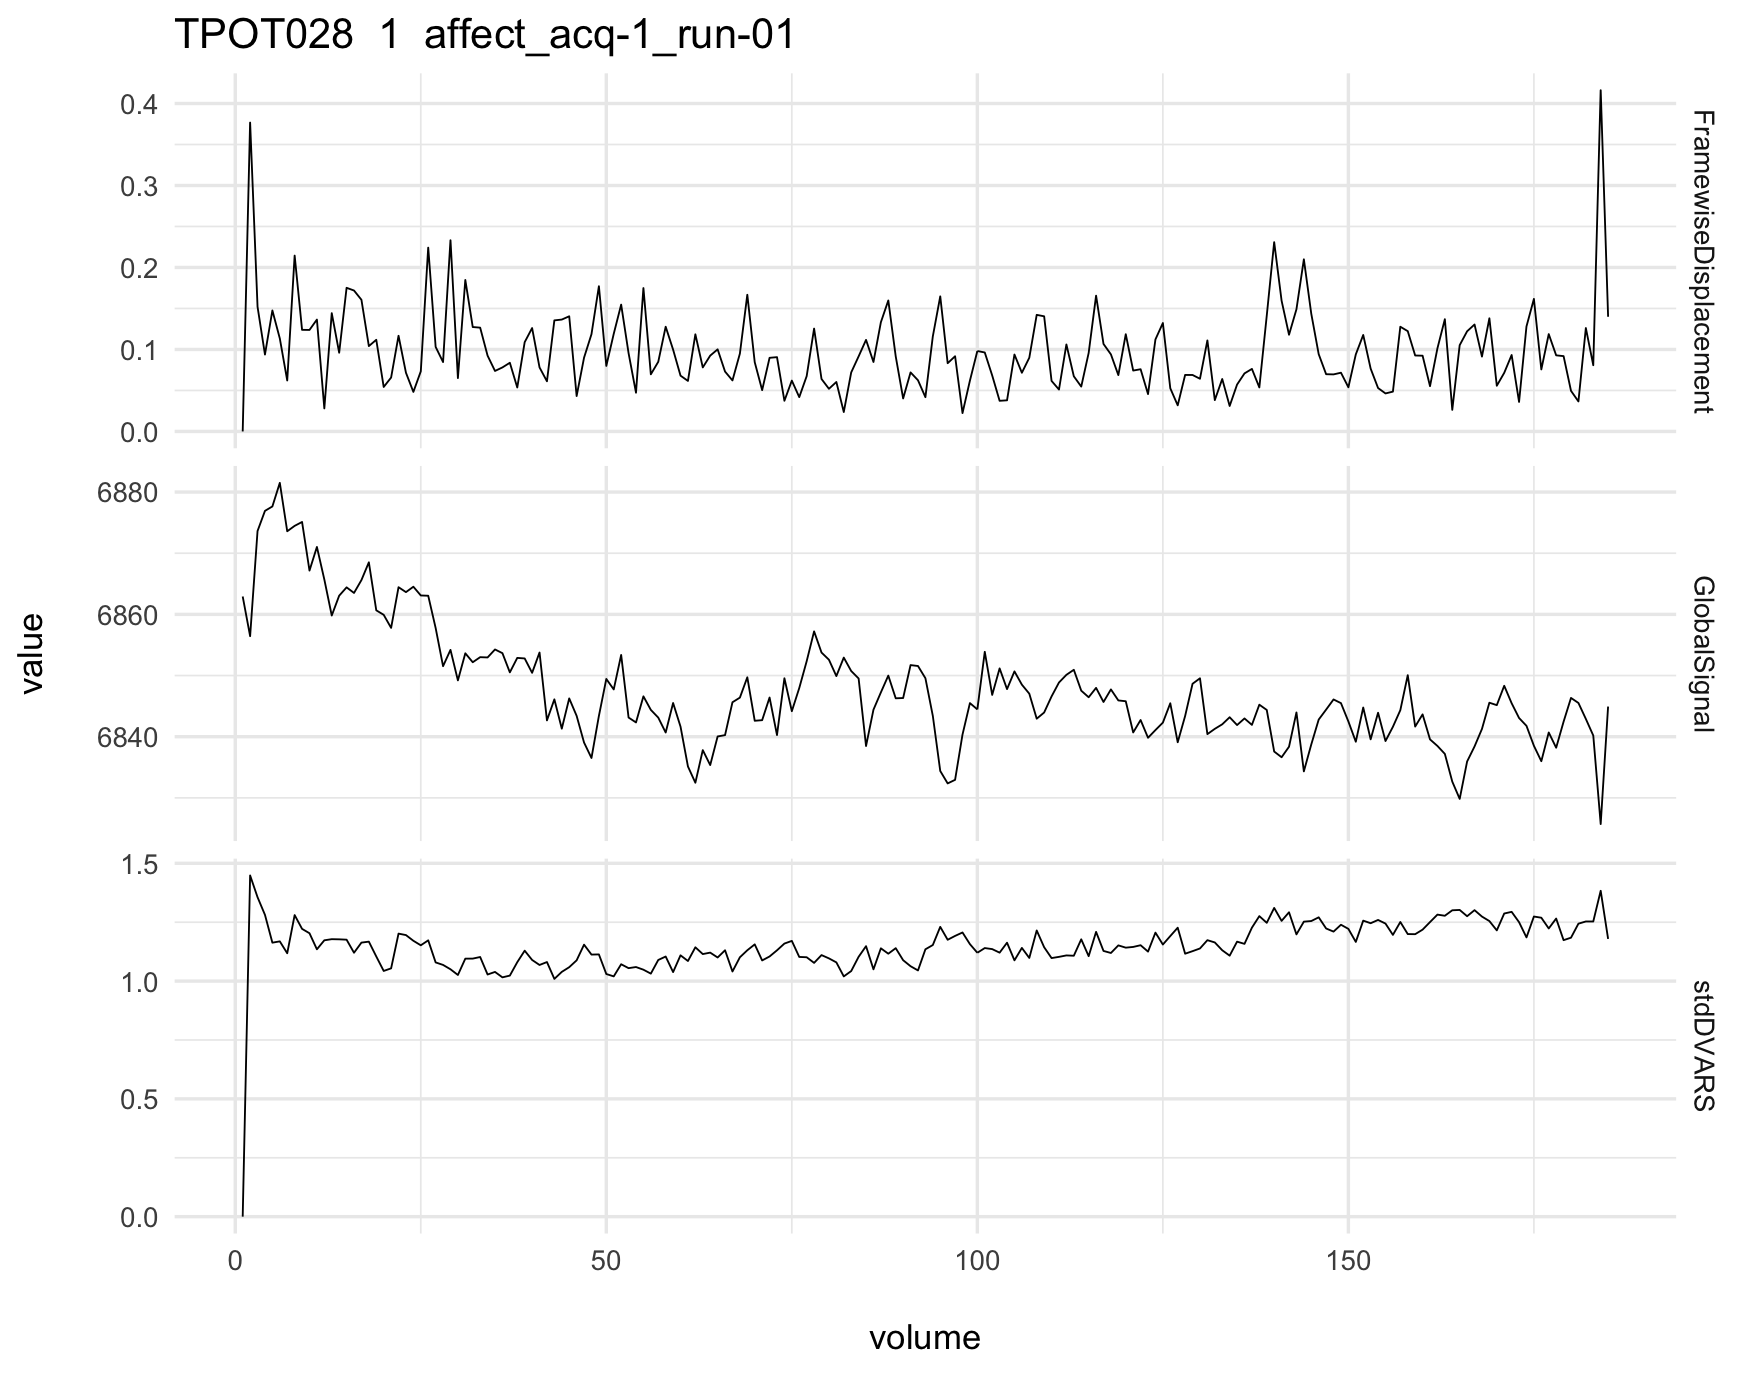 TPOT028 1 affect_acq-1_run-01
0.4
0.3
0.2
0.1
0.0
FramewiseDisplacement
6880
6860
6840
GlobalSignal
value
1.5
1.0
0.5
0.0
stdDVARS
0 50 100 150
volume